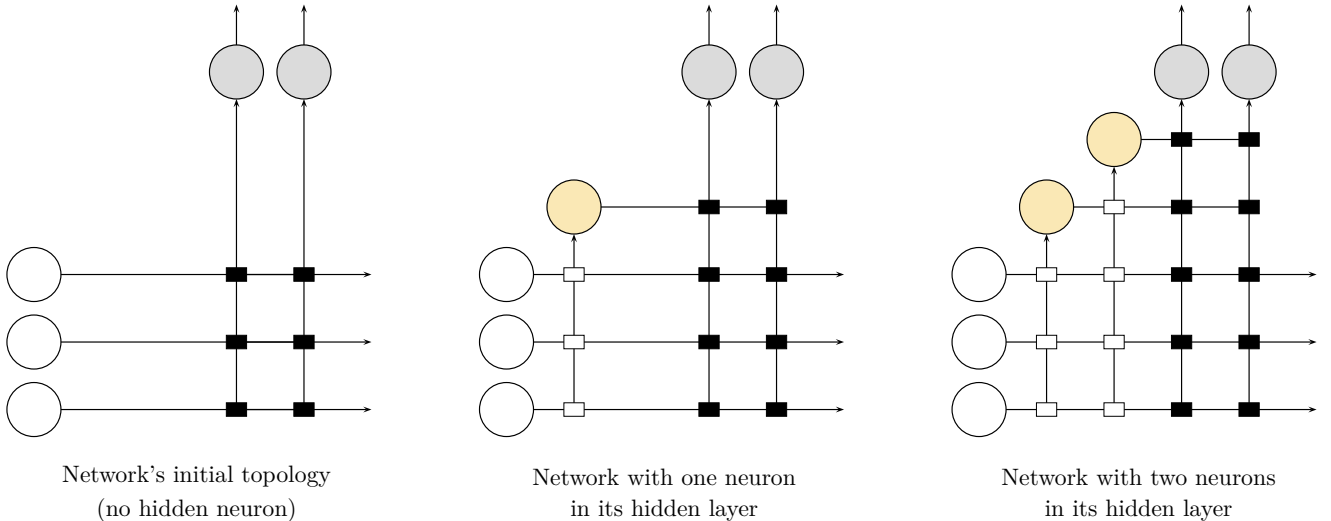 Network's initial topology
(no hidden neuron)
Network with one neuron
in its hidden layer
Network with two neurons
in its hidden layer